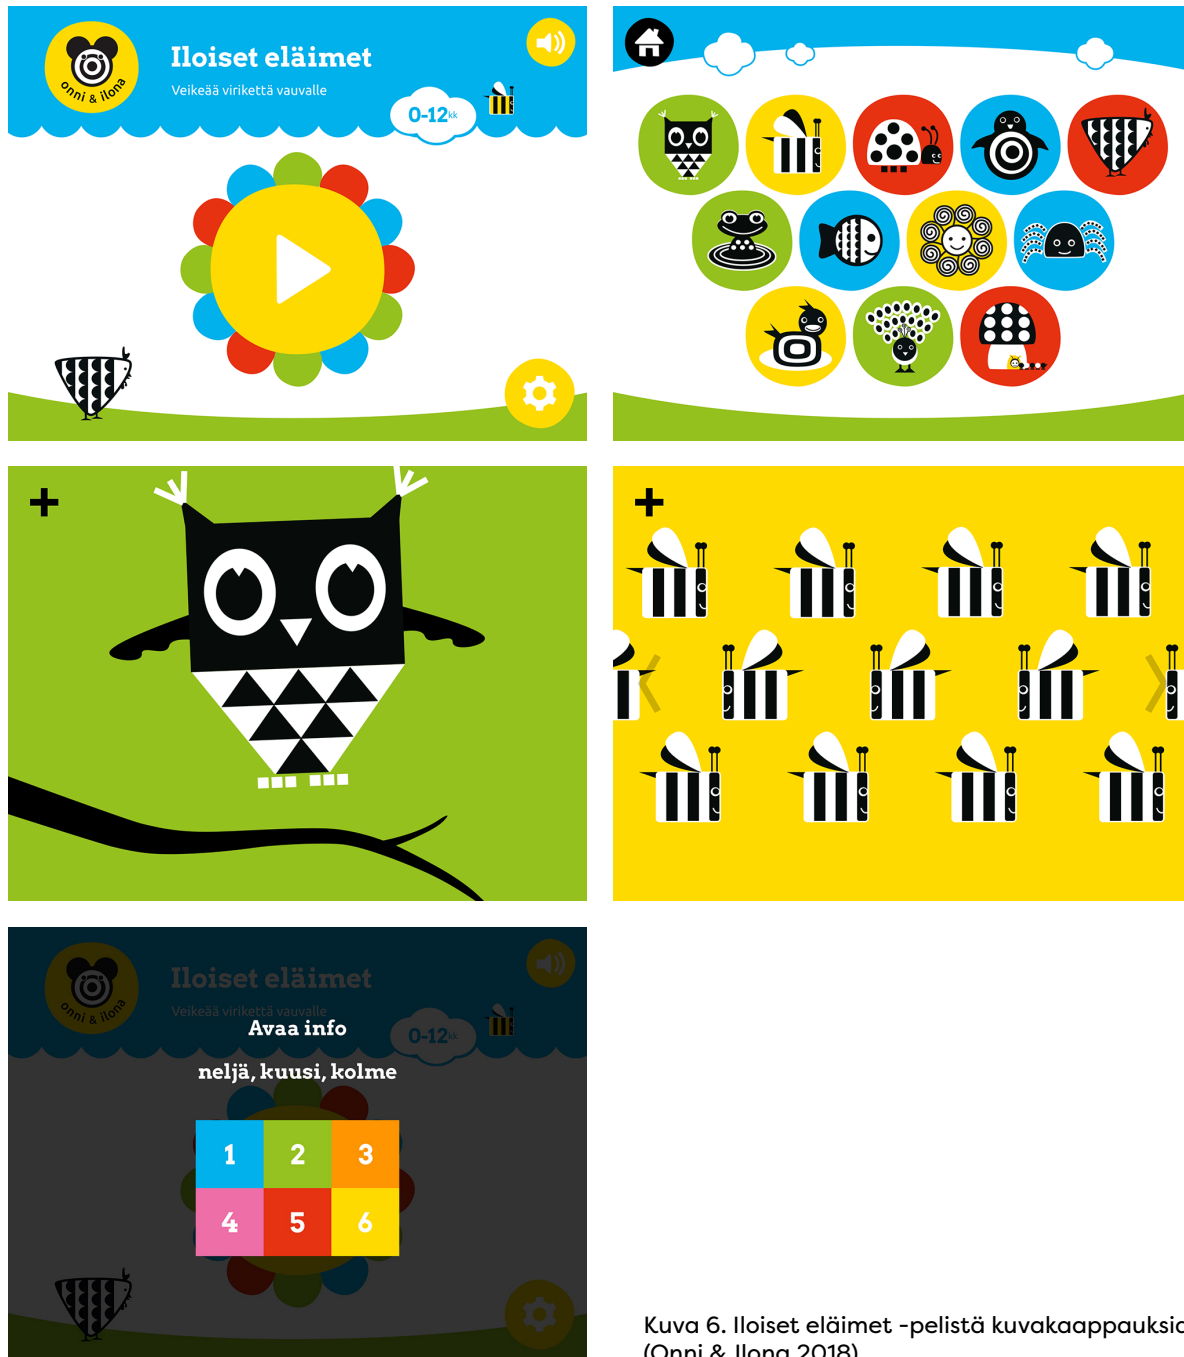 onni & ilona
Iloiset eläimet
Veikeää virikettä vauvalle
0-12kk
onni & ilona
Iloiset eläimet
Veikeää virikettä vauvalle
0-12kk
Avaa info
neljä, kuusi, kolme
1 2 3
4 5 6
Kuva 6. Iloiset eläimet -pelistä kuvakaappauksia
(Onni & Ilona 2018)